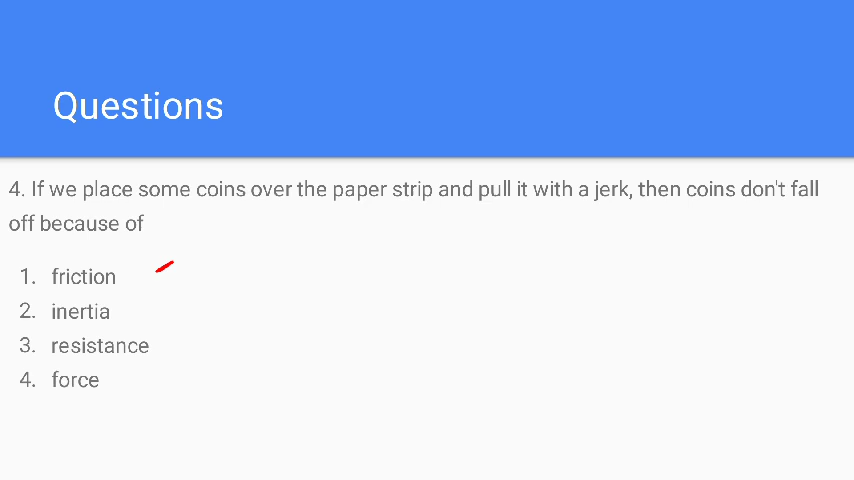 Questions
4. If we place some coins over the paper strip and pull it with a jerk, then coins don't fall
off because of
1. friction
2. inertia
3. resistance
4. force